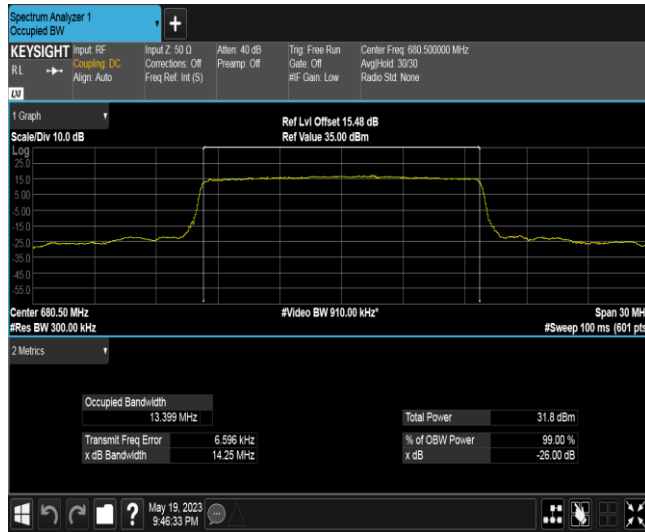 Spectrum Analyzer 1
Occupied BW
KEYSIGHT
RL
Input: RF
Coupling: DC
Align: Auto
Input Z: 50 Ω
Corrections: Off
Freq Ref: Int (S)
Atten: 40 dB
Preamp: Off
Trig: Free Run
Gate: Off
#IF Gain: Low
Center Freq: 680.500000 MHz
Avg|Hold: 30/30
Radio Std: None
1 Graph
Scale/Div 10.0 dB
Ref Lvl Offset 15.48 dB
Ref Value 35.00 dBm
Log
25.0
15.0
5.00
-5.00
-15.0
-25.0
-35.0
-45.0
-55.0
Center 680.50 MHz
#Res BW 300.00 kHz
#Video BW 910.00 kHz*
Span 30 MH
#Sweep 100 ms (601 pts
2 Metrics
Occupied Bandwidth
13.399 MHz
Transmit Freq Error 6.596 kHz
x dB Bandwidth 14.25 MHz
Total Power 31.8 dBm
% of OBW Power 99.00 %
x dB -26.00 dB
May 19, 2023
9:46:33 PM